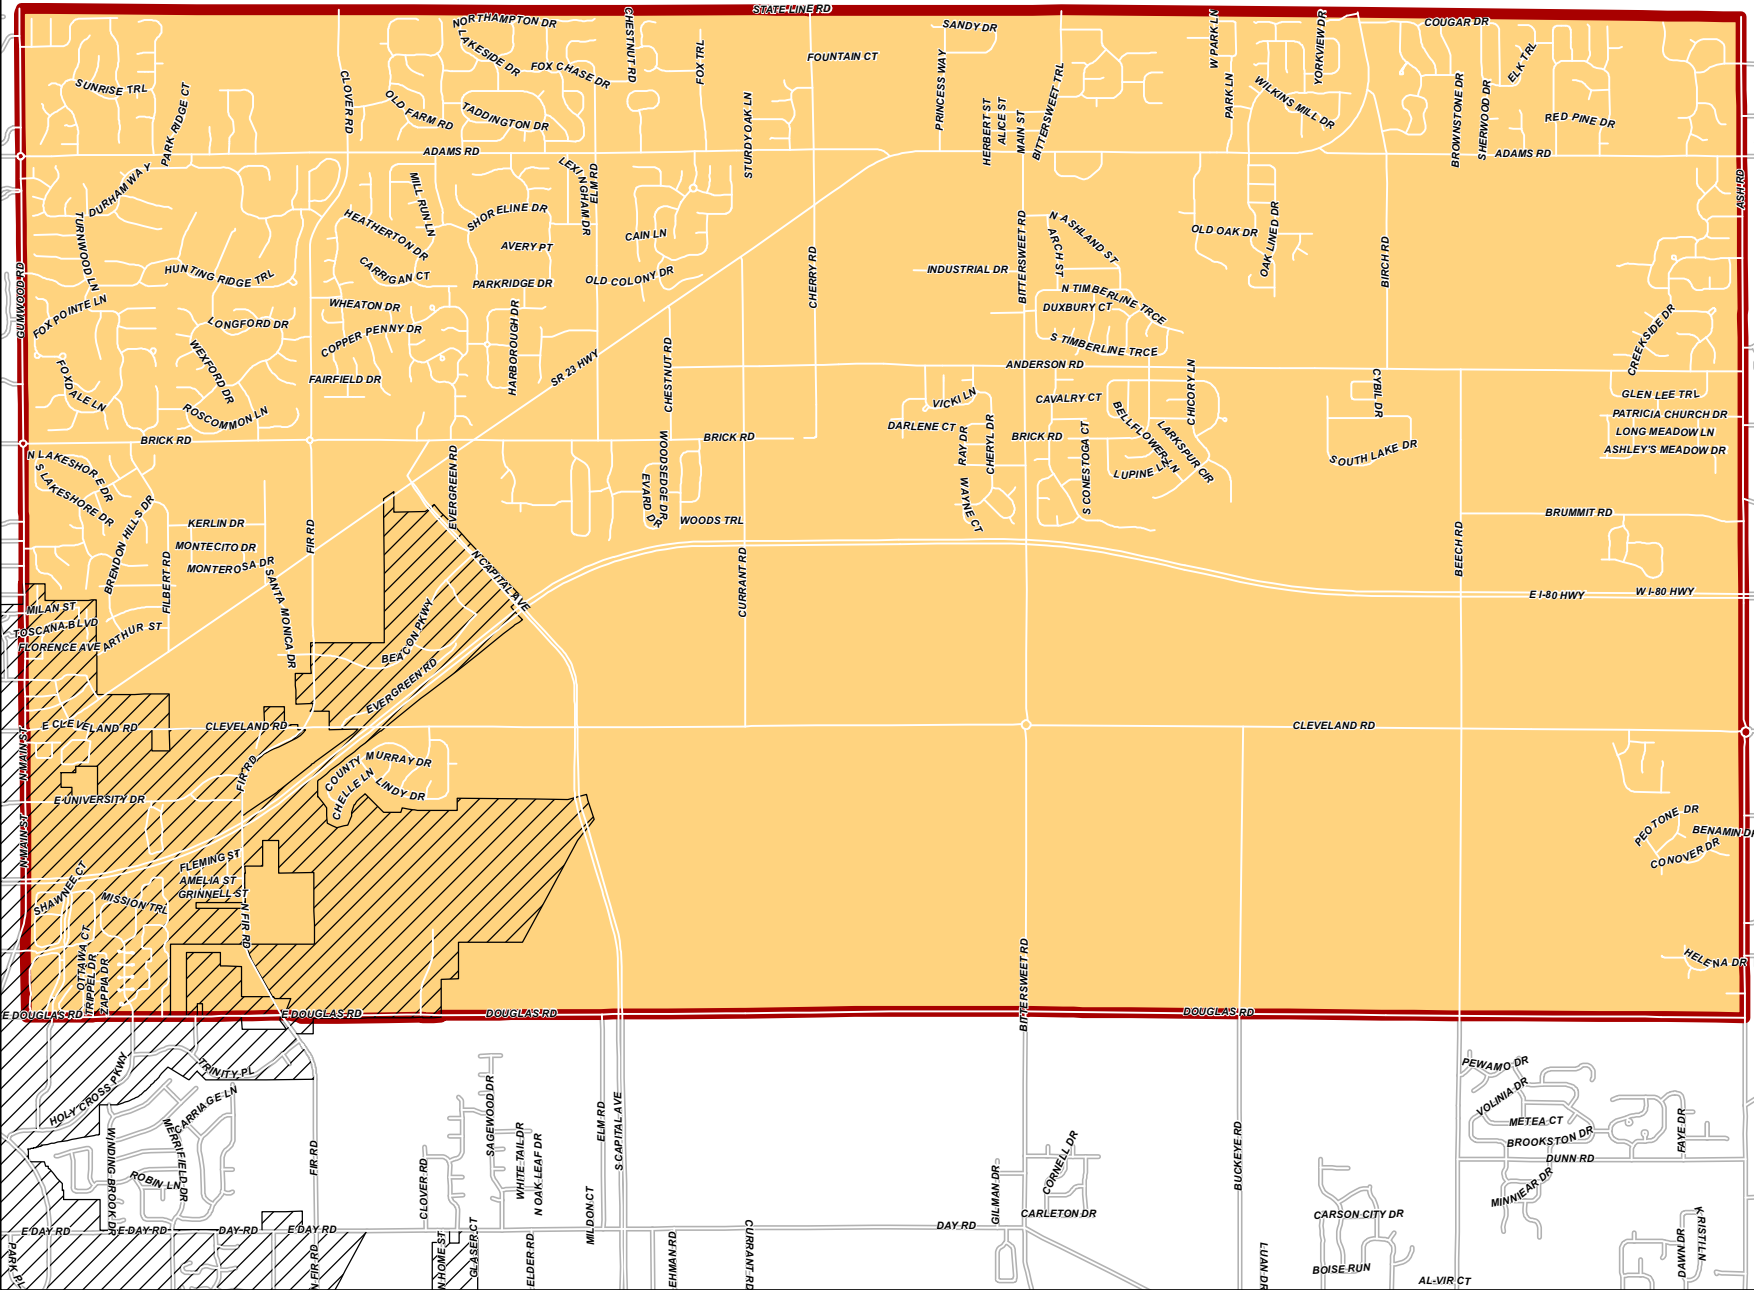 STATE LINE RD
NORTHAMPTON DR
LAKESIDE DR
FOX CHASE DR
CHESTNUT RD
FOX TRL
FOUNTAIN CT
SANDY DR
PRINCESS WAY
W PARK LN
YORKVIEW DR
COUGAR DR
ELK TRL
SUNRISE TRL
PARK RIDGE CT
CLOVER RD
OLD FARM RD
TADDINGTON DR
STURDY OAK LN
HERBERT ST
ALICE ST
MAIN ST
BITTERSWEET TRL
PARK LN
WILKINS MILL DR
BROWNSTONE DR
SHERWOOD DR
RED PINE DR
ADAMS RD
ADAMS RD
ASH RD
DURHAM WAY
MILL RUN LN
LEXINGHAM DR
ELM RD
TURNWOOD LN
HEATHERTON DR
SHORELINE DR
AVERY PT
CAIN LN
N ASHLAND ST
ARCH ST
OLD OAK DR
OAK LINED DR
BIRCH RD
GUMWOOD RD
HUNTING RIDGE TRL
CARRIGAN CT
PARKRIDGE DR
OLD COLONY DR
CHERRY RD
INDUSTRIAL DR
BITTERSWEET RD
N TIMBERLINE TRCE
DUXBURY CT
S TIMBERLINE TRCE
FOX POINTE LN
LONGFORD DR
WHEATON DR
COPPER PENNY DR
HARBOROUGH DR
SR 23 HWY
CHESTNUT RD
ANDERSON RD
CREEKSIDE DR
FOXDALE LN
WEXFORD DR
FAIRFIELD DR
ROSCOMMON LN
VICKI LN
CAVALRY CT
CHICORY LN
CYBIL DR
GLEN LEE TRL
PATRICIA CHURCH DR
LONG MEADOW LN
ASHLEY'S MEADOW DR
BRICK RD
BRICK RD
DARLENE CT
RAY DR
CHERYL DR
BRICK RD
BELLFLOWER LN
LARKSPUR CIR
LUPINE LN
SOUTH LAKE DR
N LAKESHORE DR
S LAKESHORE DR
BRENDON HILLS DR
EVERGREEN RD
EVARD DR
WOODSEDGE DR
WOODS TRL
WAYNE CT
S CONESTOGA CT
BRUMMIT RD
KERLIN DR
MONTECITO DR
MONTEROSA DR
FILBERT RD
FIR RD
SANTA MONICA DR
N CAPITAL AVE
CURRANT RD
BEECH RD
E I-80 HWY
W I-80 HWY
MILAN ST
TOSCANA BLVD
FLORENCE AVE
ARTHUR ST
BEACON PKWY
EVERGREEN RD
E CLEVELAND RD
CLEVELAND RD
CLEVELAND RD
N MAIN ST
FIR RD
COUNTY
MURRAY DR
CHELLE LN
LINDY DR
E UNIVERSITY DR
N MAIN ST
PEOTONE DR
BENAMIN DR
CONOVER DR
FLEMING ST
AMELIA ST
GRINNELL ST
SHAWNEE CT
MISSION TRL
N FIR RD
OTTAWA CT
TRIPPEL DR
ZAPPIA DR
BITTERSWEET RD
HELENA DR
E DOUGLAS RD
E DOUGLAS RD
DOUGLAS RD
DOUGLAS RD
TRINITY PL
HOLY CROSS PKWY
CARRIAGE LN
MERRIFIELD DR
WINDING BROOK DR
ROBIN LN
FIR RD
SAGEWOOD DR
CLOVER RD
WHITE TAIL DR
N OAK LEAF DR
ELM RD
S CAPITAL AVE
MILDON CT
GILMAN DR
CORNELL DR
CARLETON DR
BUCKEYE RD
PEWAMO DR
VOLINIA DR
METEA CT
BROOKSTON DR
DUNN RD
MINNIEAR DR
FAYE DR
CARSON CITY DR
BOISE RUN
AL-VIR CT
LUAN DR
DAWN DR
KRISTI LN
E DAY RD
E DAY RD
DAY RD
E DAY RD
DAY RD
PARK PL
N FIR RD
N HOME ST
GLASER CT
ELDER RD
EHMAN RD
CURRANT RD